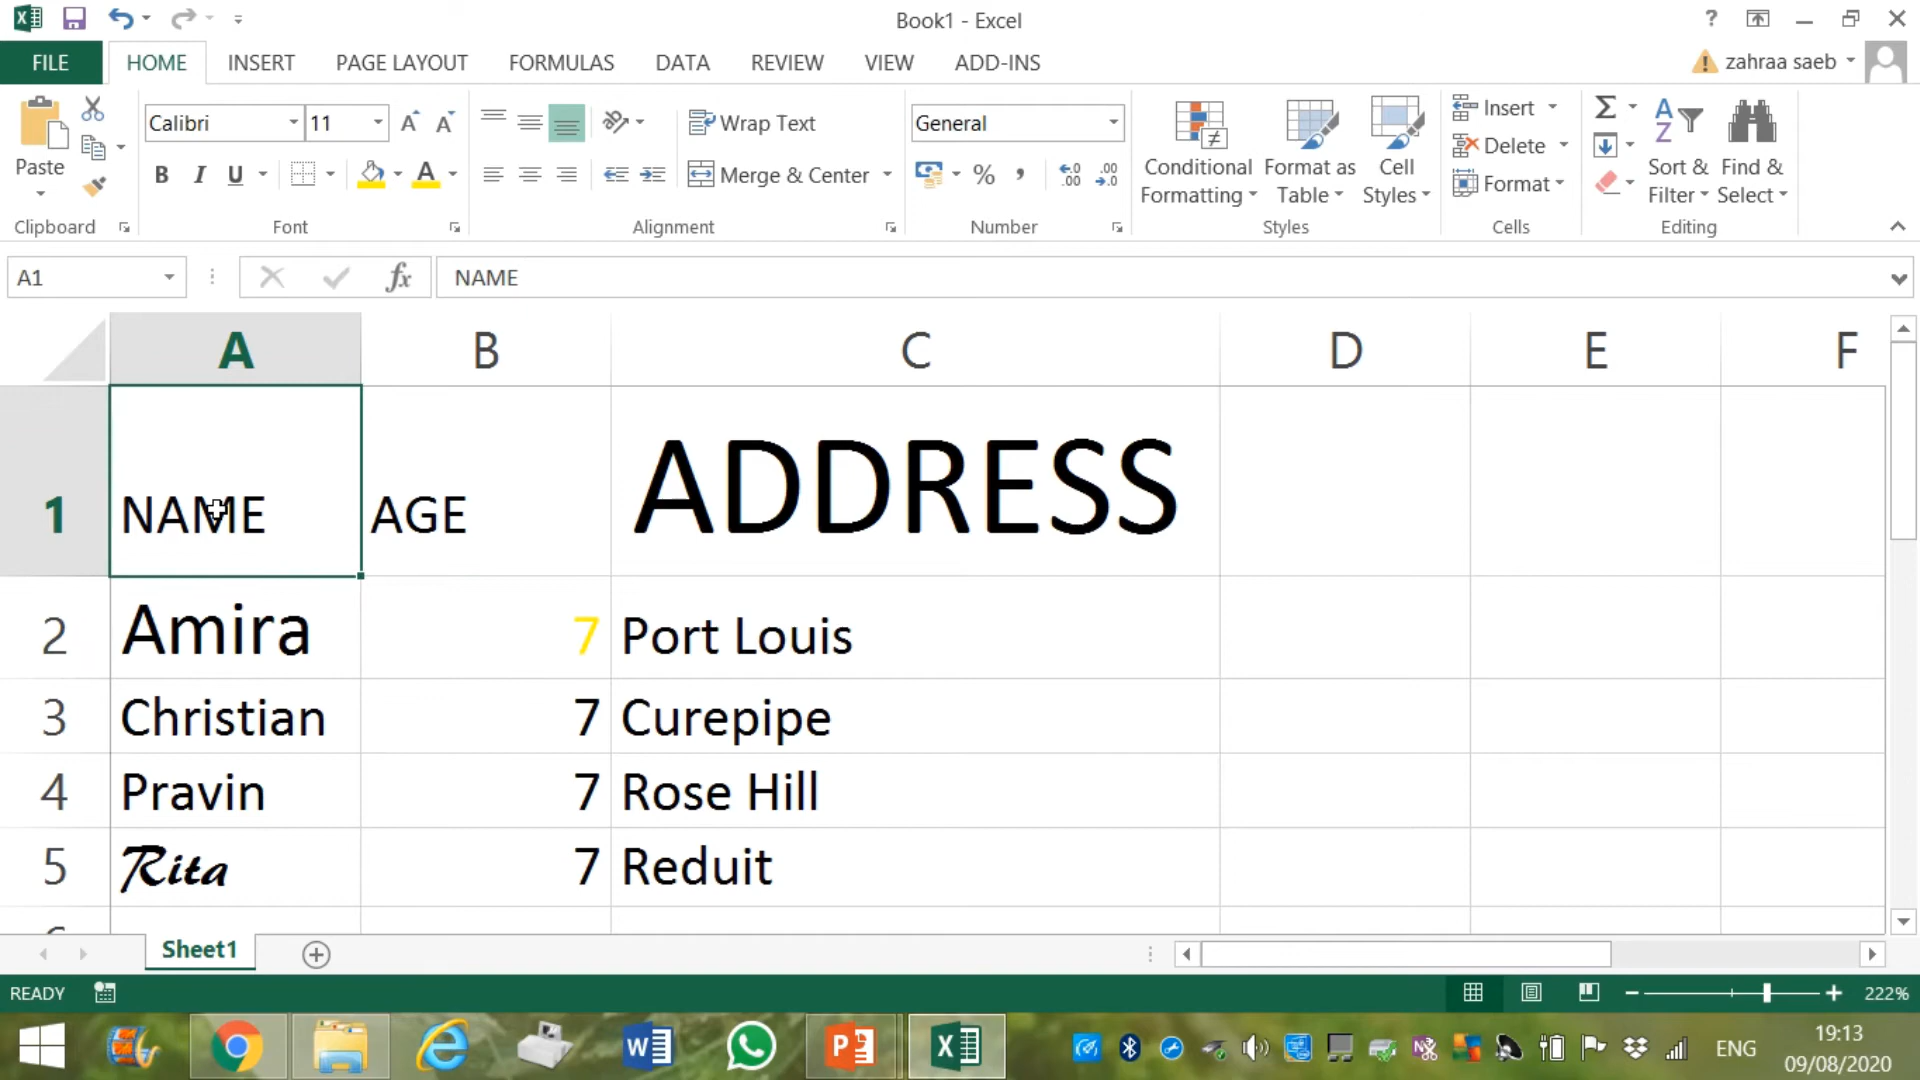 Book1 - Excel
FILE HOME INSERT PAGE LAYOUT FORMULAS DATA REVIEW VIEW ADD-INS zahraa saeb
Calibri 11 Wrap Text General Insert
Paste B I U Merge & Center % , Conditional Formatting Format as Table Cell Styles Delete Format Sort & Filter Find & Select
Clipboard Font Alignment Number Styles Cells Editing
A1 fx NAME
A B C D E F
1 NAME AGE ADDRESS
2 Amira 7 Port Louis
3 Christian 7 Curepipe
4 Pravin 7 Rose Hill
5 Rita 7 Reduit
Sheet1
READY 222%
ENG 19:13
09/08/2020